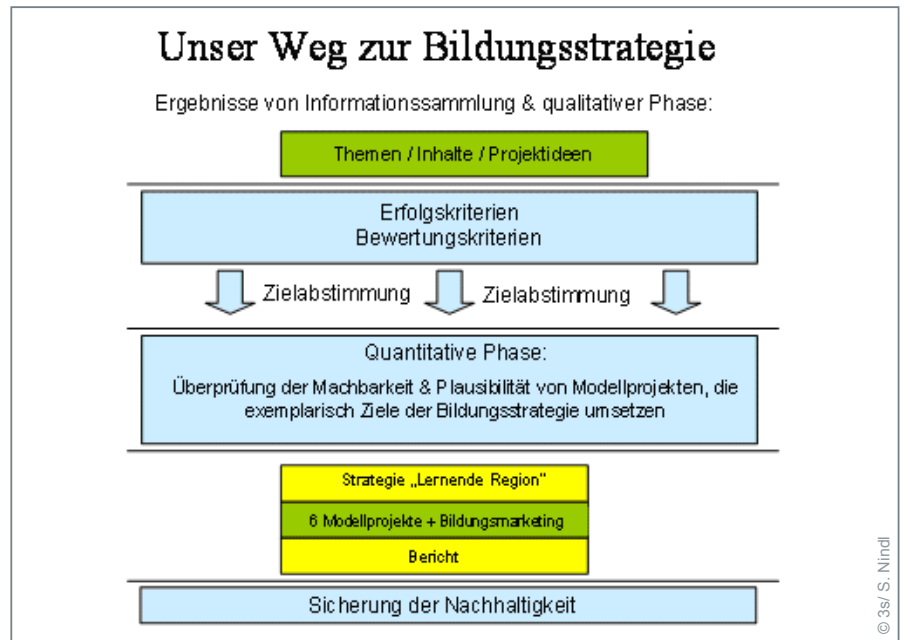 Unser Weg zur Bildungsstrategie
Ergebnisse von Informationssammlung & qualitativer Phase:
Themen / Inhalte / Projektideen
Erfolgskriterien
Bewertungskriterien
Zielabstimmung Zielabstimmung
Quantitative Phase:
Überprüfung der Machbarkeit & Plausibilität von Modellprojekten, die
exemplarisch Ziele der Bildungsstrategie umsetzen
Strategie „Lernende Region"
6 Modellprojekte + Bildungsmarketing
Bericht
Sicherung der Nachhaltigkeit
© 3s/ S. Nindl